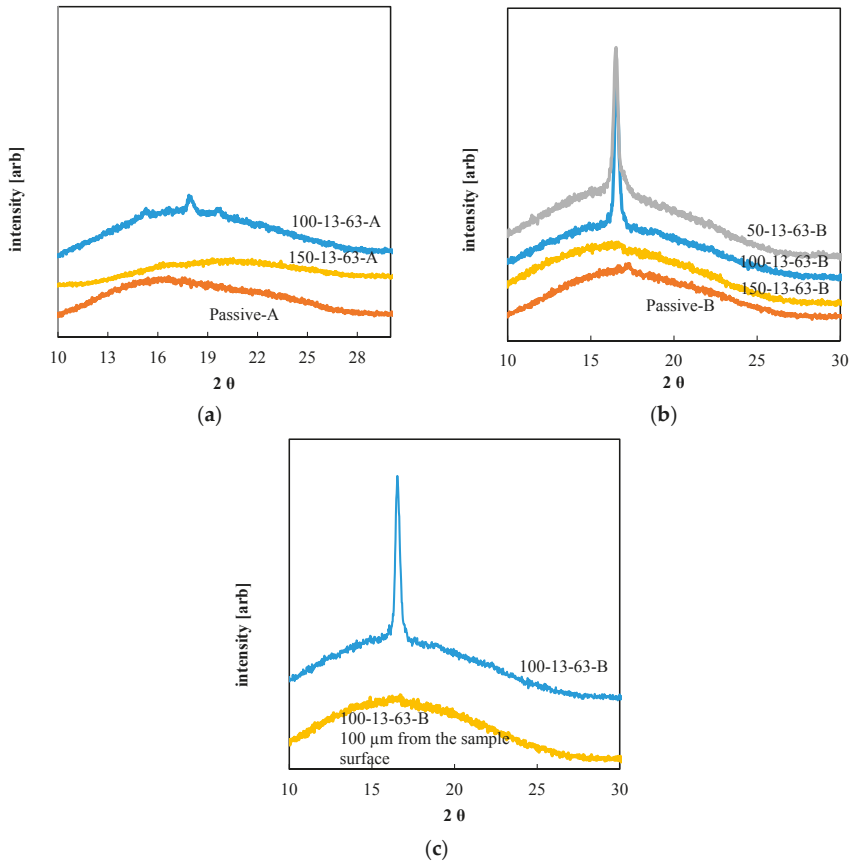 intensity [arb]
100-13-63-A
150-13-63-A
Passive-A
10 13 16 19 22 25 28
2 θ
(a)
intensity [arb]
50-13-63-B
100-13-63-B
150-13-63-B
Passive-B
10 15 20 25 30
2 θ
(b)
intensity [arb]
100-13-63-B
100-13-63-B
100 µm from the sample
surface
10 15 20 25 30
2 θ
(c)